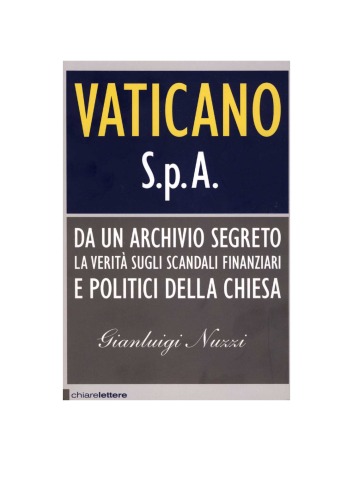 VATICANO
S.p.A.
DA UN ARCHIVIO SEGRETO
LA VERITÀ SUGLI SCANDALI FINANZIARI
E POLITICI DELLA CHIESA
Gianluigi Nuzzi
chiarelettere